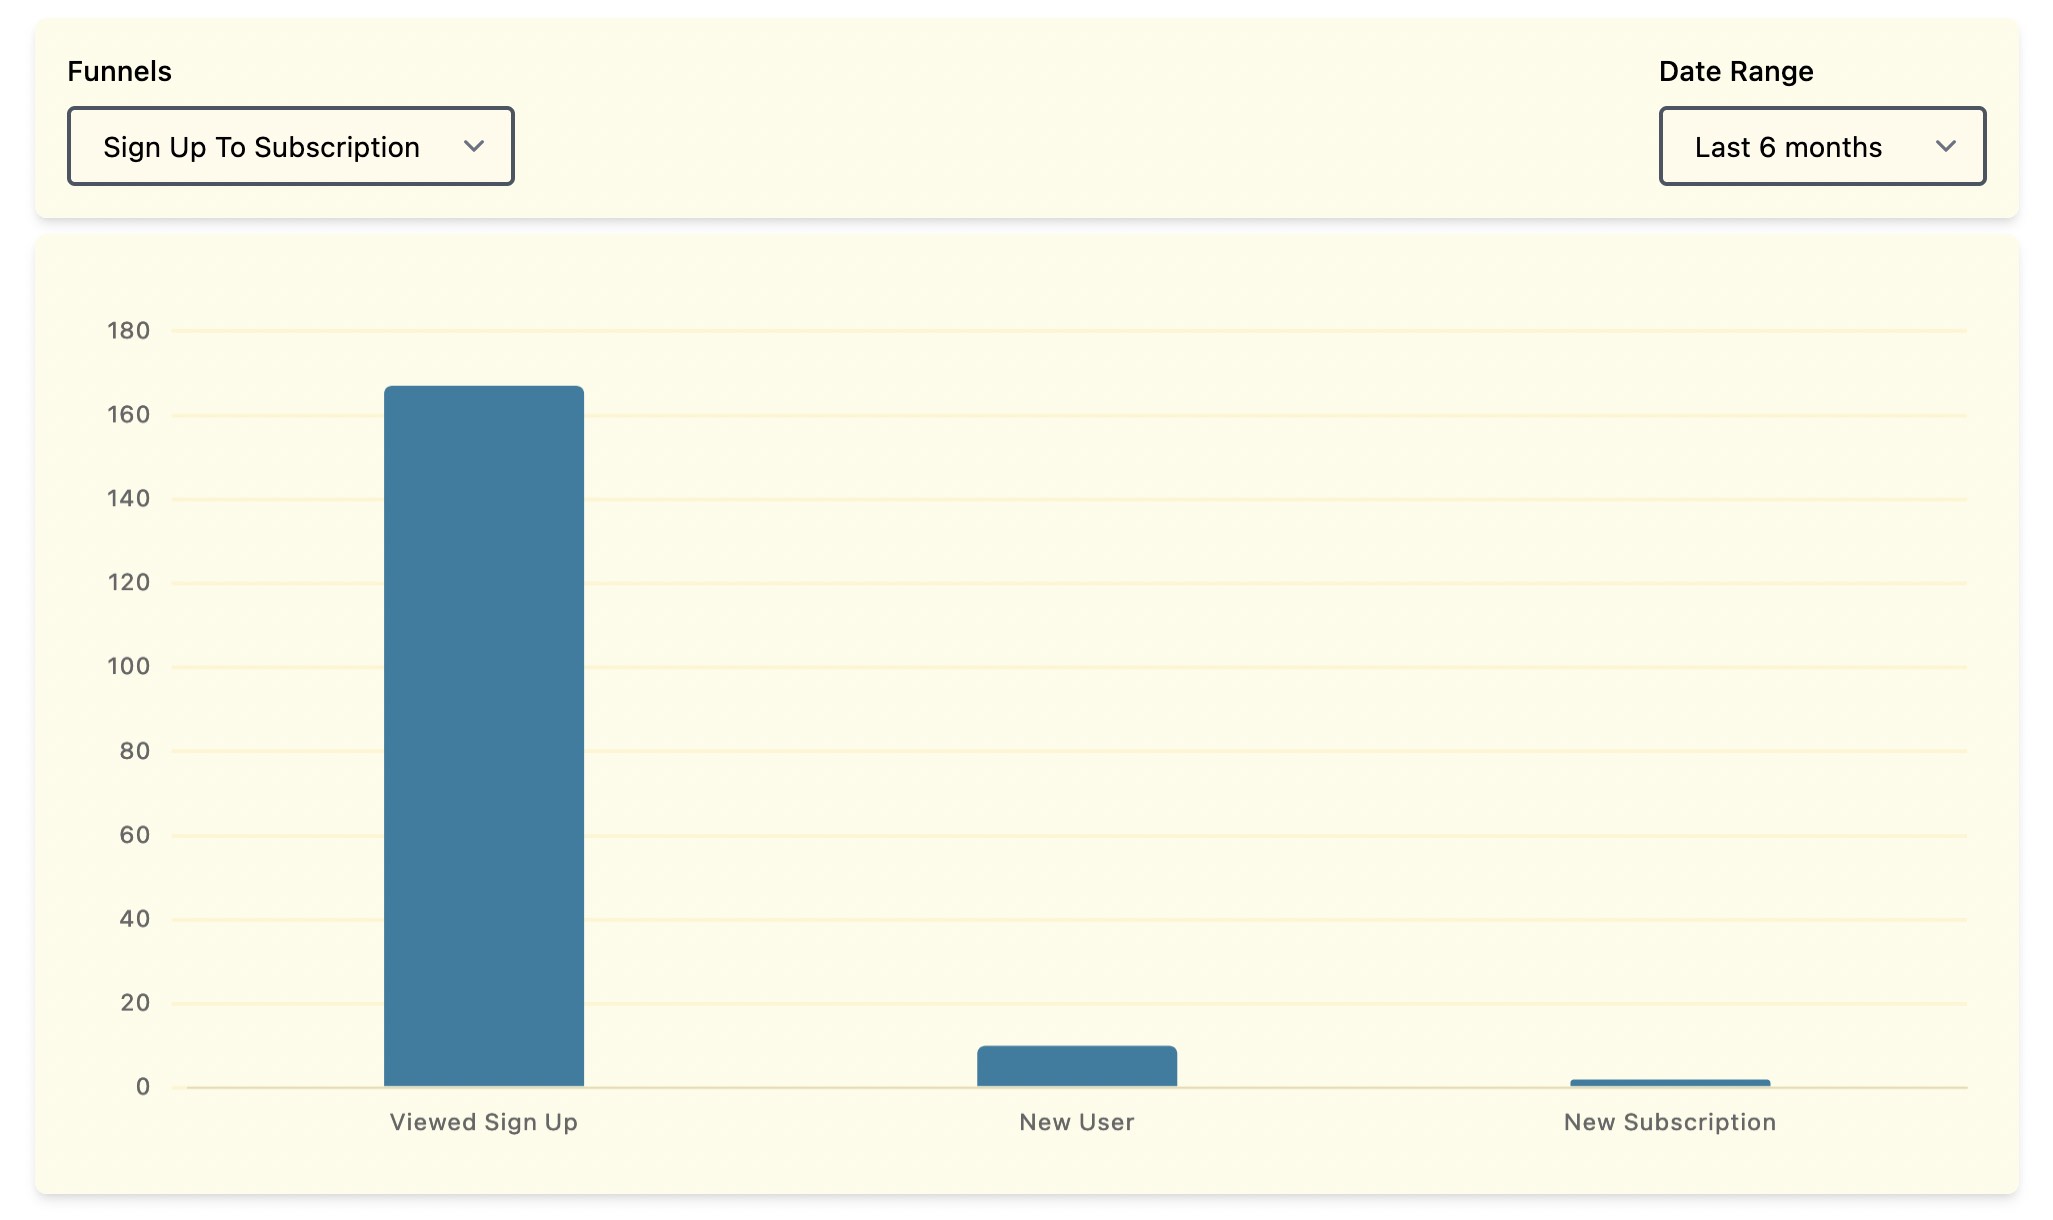 Funnels
Date Range
Sign Up To Subscription
Last 6 months
180
160
140
120
100
80
60
40
20
0
Viewed Sign Up
New User
New Subscription